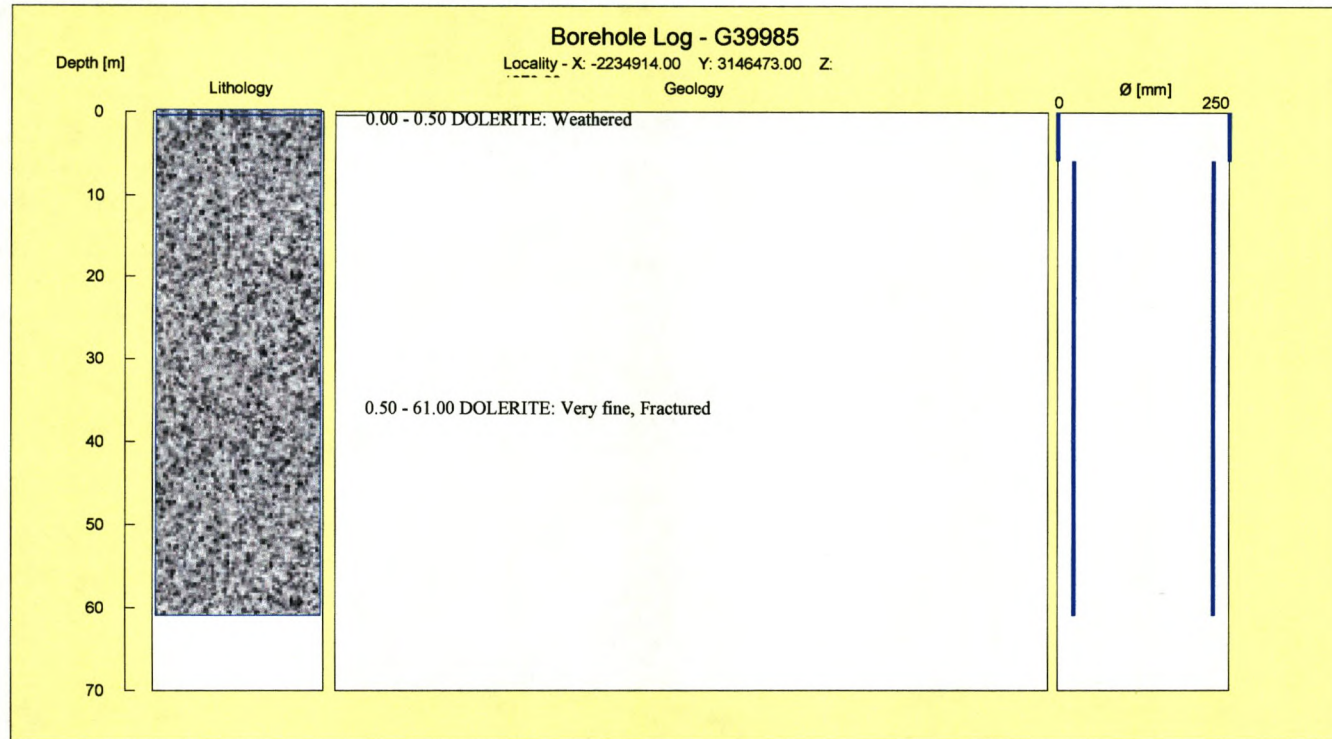 Borehole Log - G39985
Depth [m]
Locality - X: -2234914.00 Y: 3146473.00 Z:
Lithology
Geology
Ø [mm]
0
250
0
0.00 - 0.50 DOLERITE: Weathered
10
20
30
0.50 - 61.00 DOLERITE: Very fine, Fractured
40
50
60
70